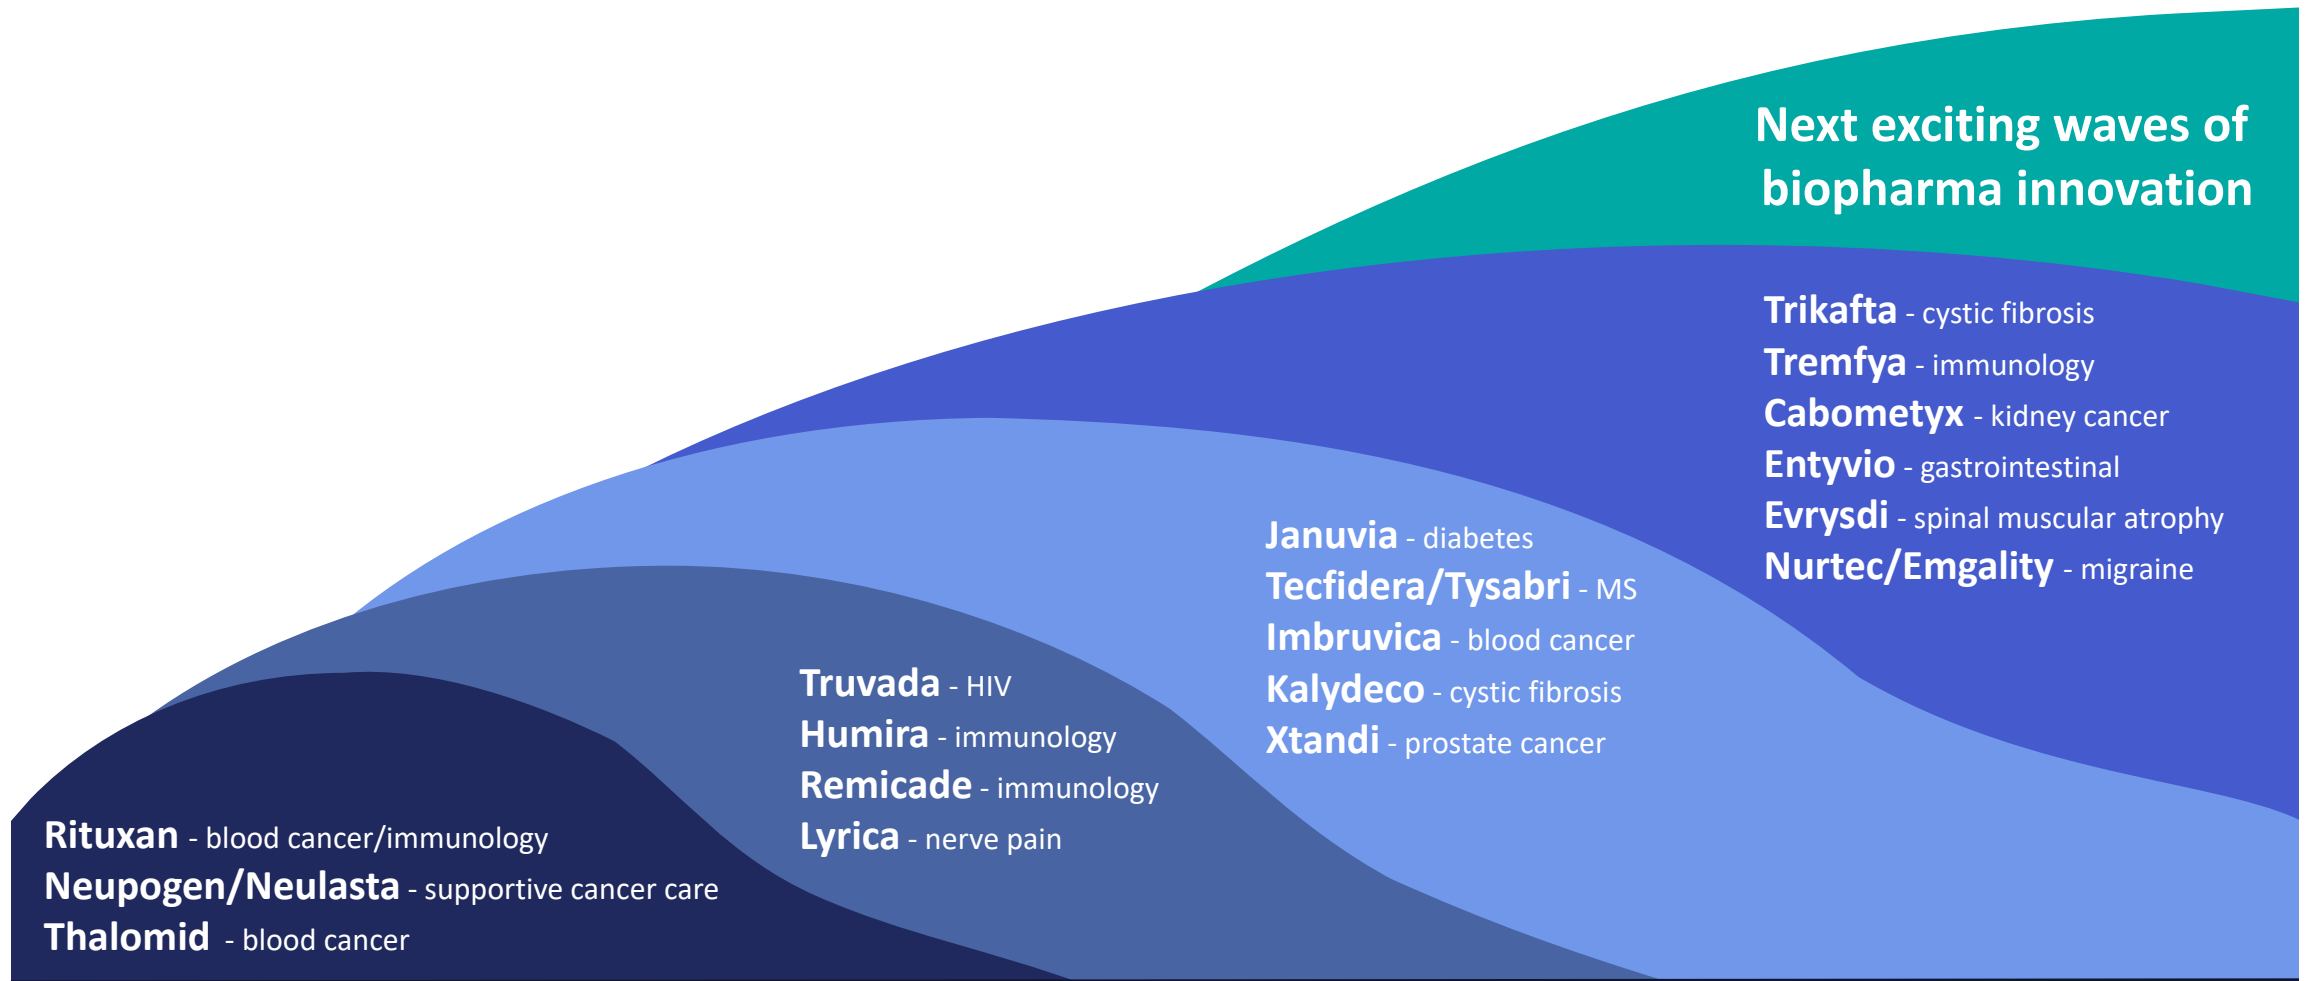 Next exciting waves of
biopharma innovation
Trikafta - cystic fibrosis
Tremfya - immunology
Cabometyx - kidney cancer
Entyvio - gastrointestinal
Evrysdi - spinal muscular atrophy
Nurtec/Emgality - migraine
Januvia - diabetes
Tecfidera/Tysabri - MS
Imbruvica - blood cancer
Kalydeco - cystic fibrosis
Xtandi - prostate cancer
Truvada - HIV
Humira - immunology
Remicade - immunology
Lyrica - nerve pain
Rituxan - blood cancer/immunology
Neupogen/Neulasta - supportive cancer care
Thalomid - blood cancer